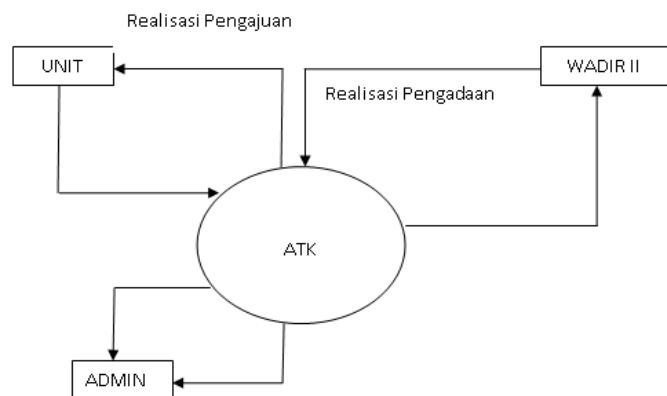 Realisasi Pengajuan
UNIT
WADIR II
Realisasi Pengadaan
ATK
ADMIN